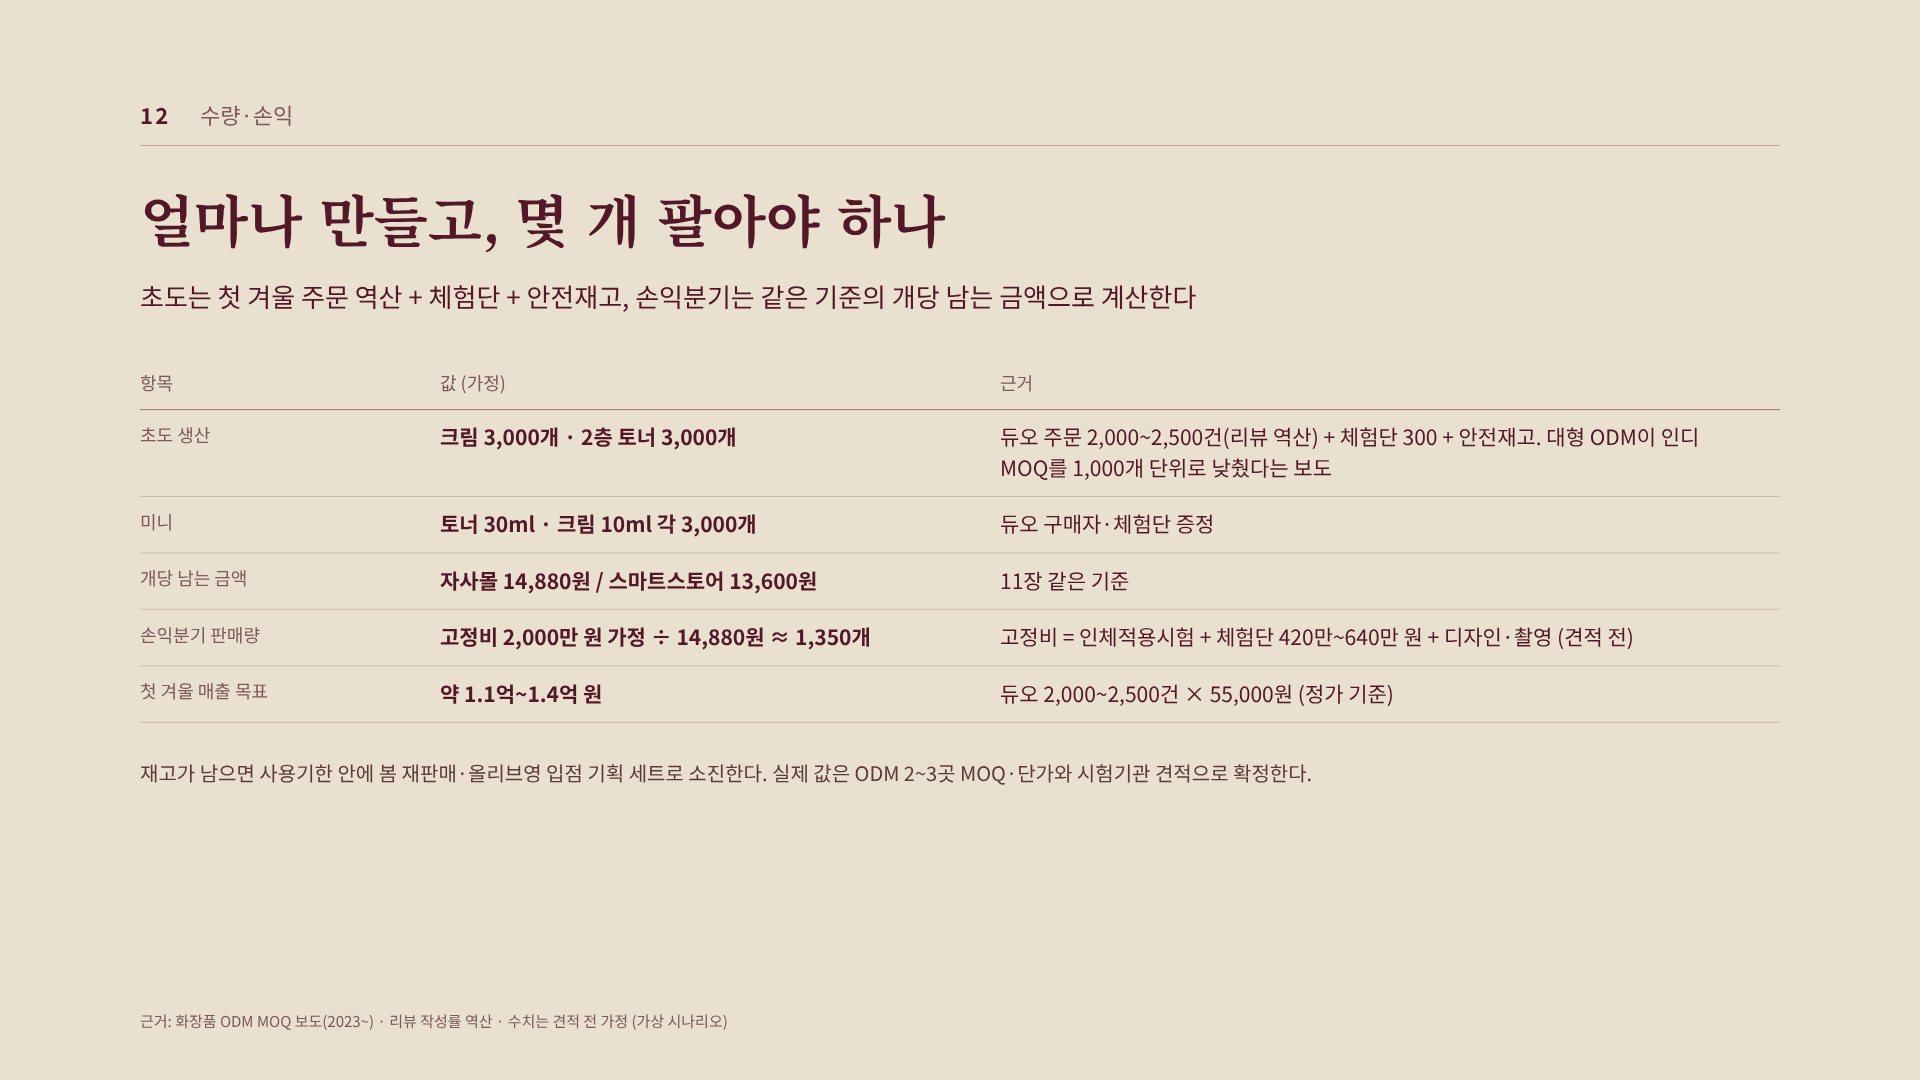 12 수량·손익
얼마나 만들고, 몇 개 팔아야 하나
초도는 첫 겨울 주문 역산 + 체험단 + 안전재고, 손익분기는 같은 기준의 개당 남는 금액으로 계산한다
항목 값 (가정) 근거
초도 생산 크림 3,000개 · 2층 토너 3,000개 듀오 주문 2,000~2,500건(리뷰 역산) + 체험단 300 + 안전재고. 대형 ODM이 인디
MOQ를 1,000개 단위로 낮췄다는 보도
미니 토너 30ml · 크림 10ml 각 3,000개 듀오 구매자·체험단 증정
개당 남는 금액 자사몰 14,880원 / 스마트스토어 13,600원 11장 같은 기준
손익분기 판매량 고정비 2,000만 원 가정 ÷ 14,880원 ≈ 1,350개 고정비 = 인체적용시험 + 체험단 420만~640만 원 + 디자인·촬영 (견적 전)
첫 겨울 매출 목표 약 1.1억~1.4억 원 듀오 2,000~2,500건 × 55,000원 (정가 기준)
재고가 남으면 사용기한 안에 봄 재판매·올리브영 입점 기획 세트로 소진한다. 실제 값은 ODM 2~3곳 MOQ·단가와 시험기관 견적으로 확정한다.
근거: 화장품 ODM MOQ 보도(2023~) · 리뷰 작성률 역산 · 수치는 견적 전 가정 (가상 시나리오)